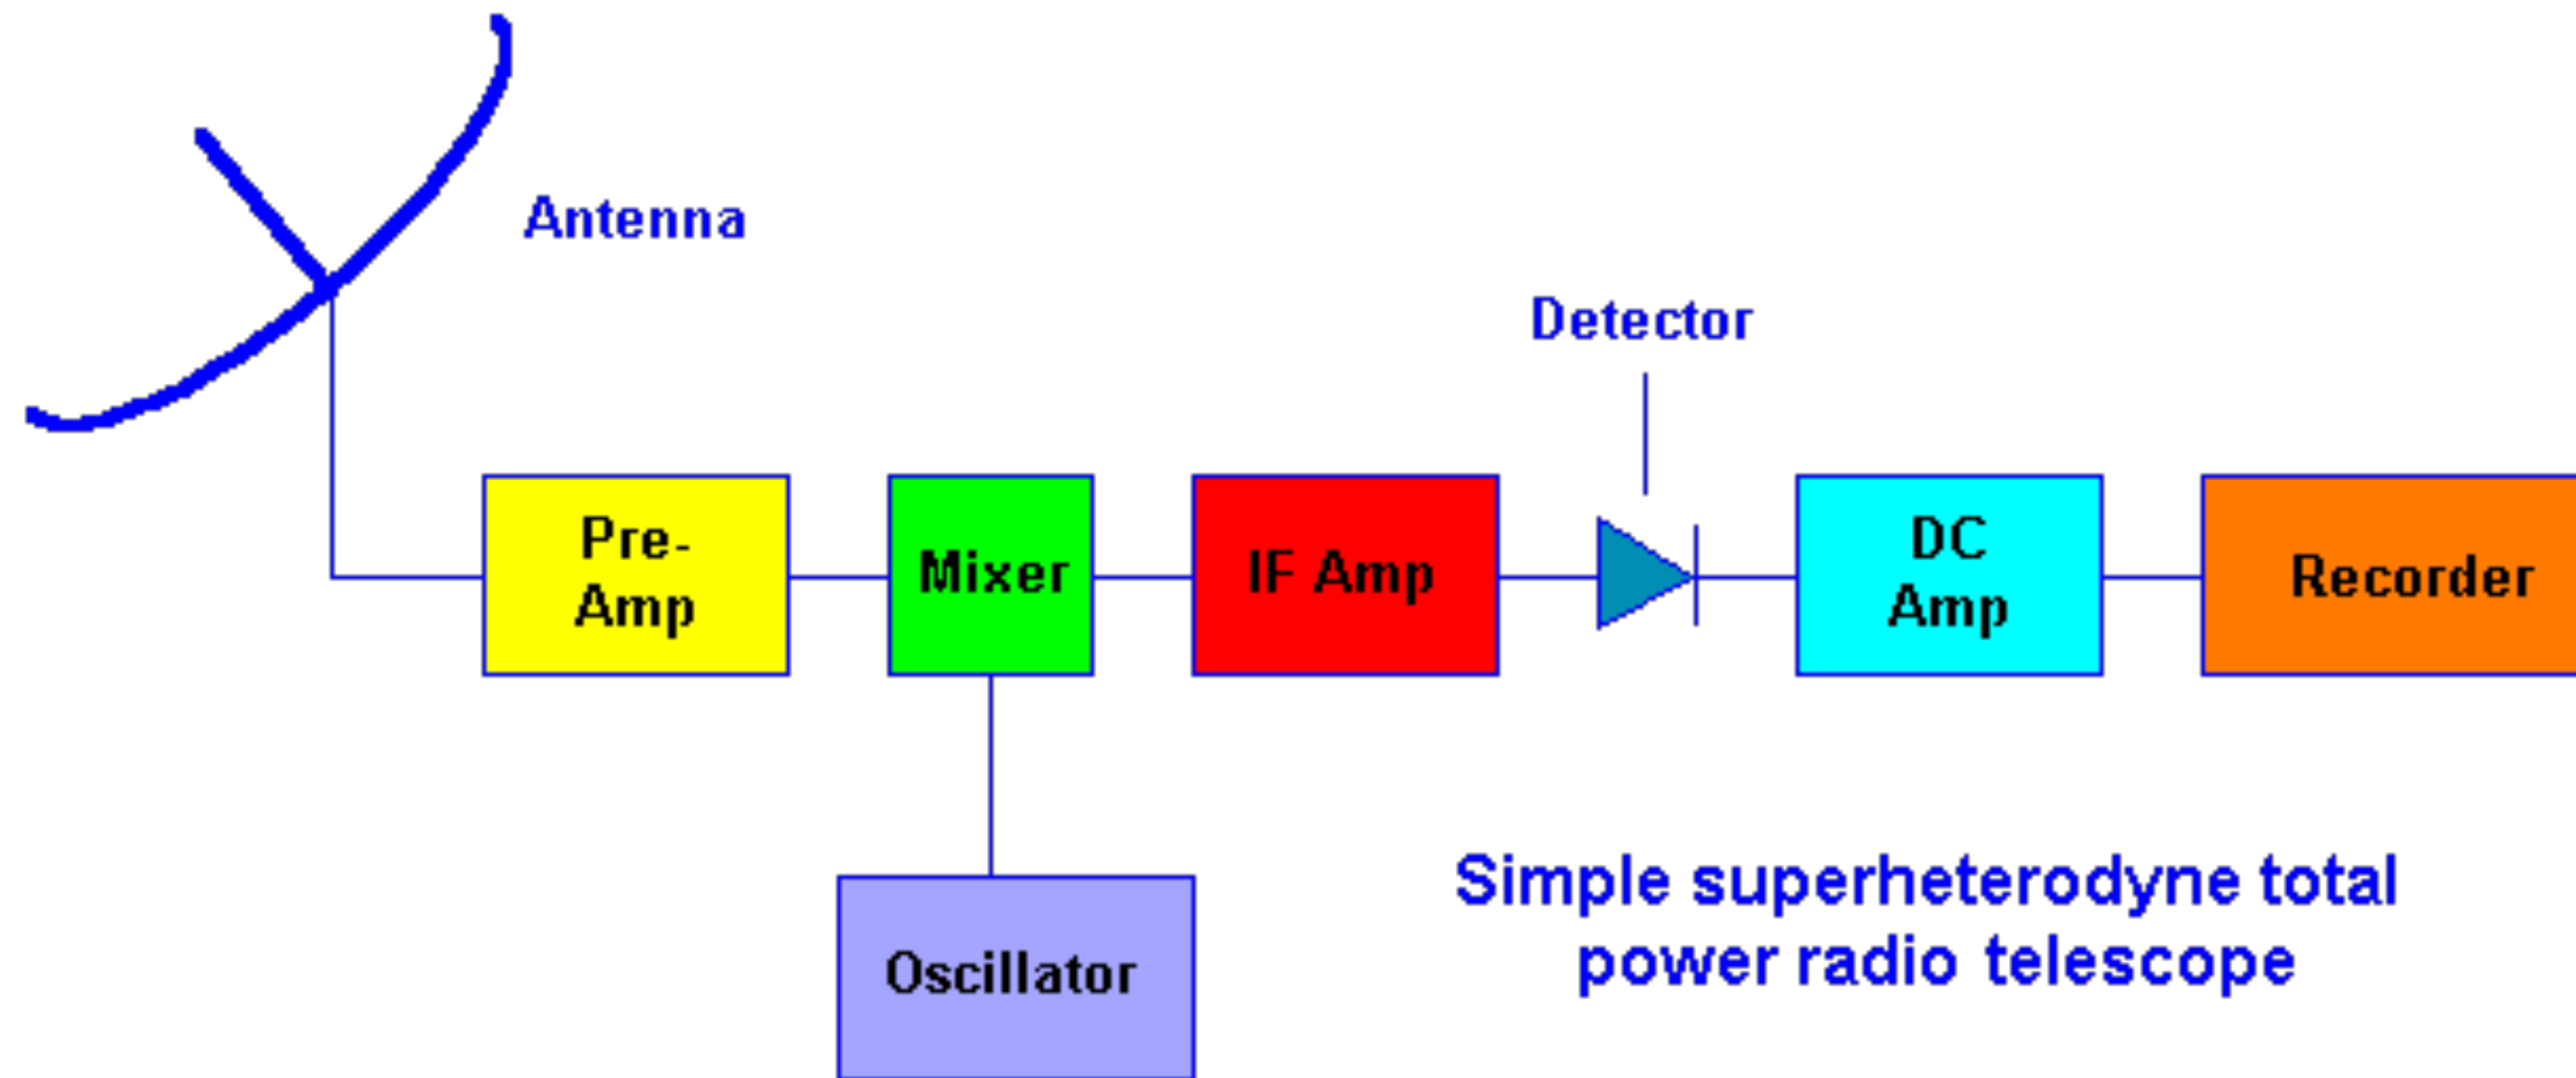 Antenna
Detector
Pre-
Amp
Mixer
IF Amp
DC
Amp
Recorder
Oscillator
Simple superheterodyne total
power radio telescope